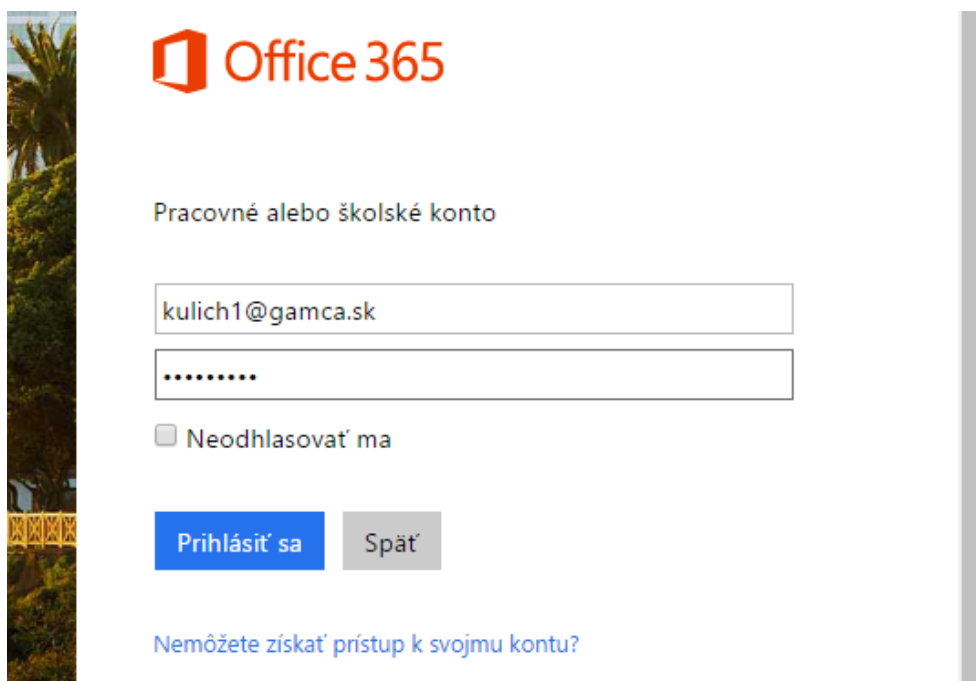 Office 365
Pracovné alebo školské konto
kulich1@gamca.sk
•••••••••
Neodhlasovať ma
Prihlásiť sa
Späť
Nemôžete získať prístup k svojmu kontu?